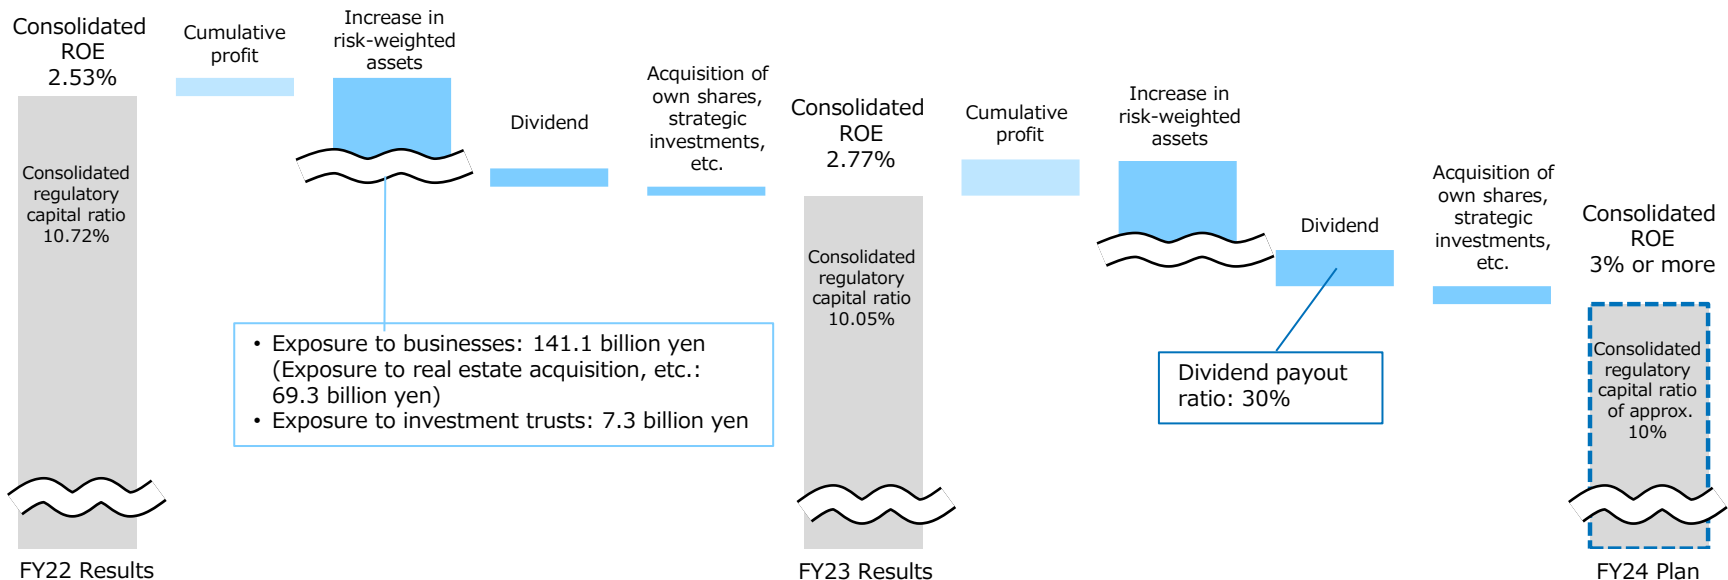 Consolidated
ROE
2.53%
Consolidated
regulatory
capital ratio
10.72%
FY22 Results
Cumulative
profit
Increase in
risk-weighted
assets
Dividend
Acquisition of
own shares,
strategic
investments,
etc.
• Exposure to businesses: 141.1 billion yen
(Exposure to real estate acquisition, etc.:
69.3 billion yen)
• Exposure to investment trusts: 7.3 billion yen
Consolidated
ROE
2.77%
Consolidated
regulatory
capital ratio
10.05%
FY23 Results
Cumulative
profit
Increase in
risk-weighted
assets
Dividend
Dividend payout
ratio: 30%
Acquisition of
own shares,
strategic
investments,
etc.
Consolidated
ROE
3% or more
Consolidated
regulatory
capital ratio
of approx.
10%
FY24 Plan